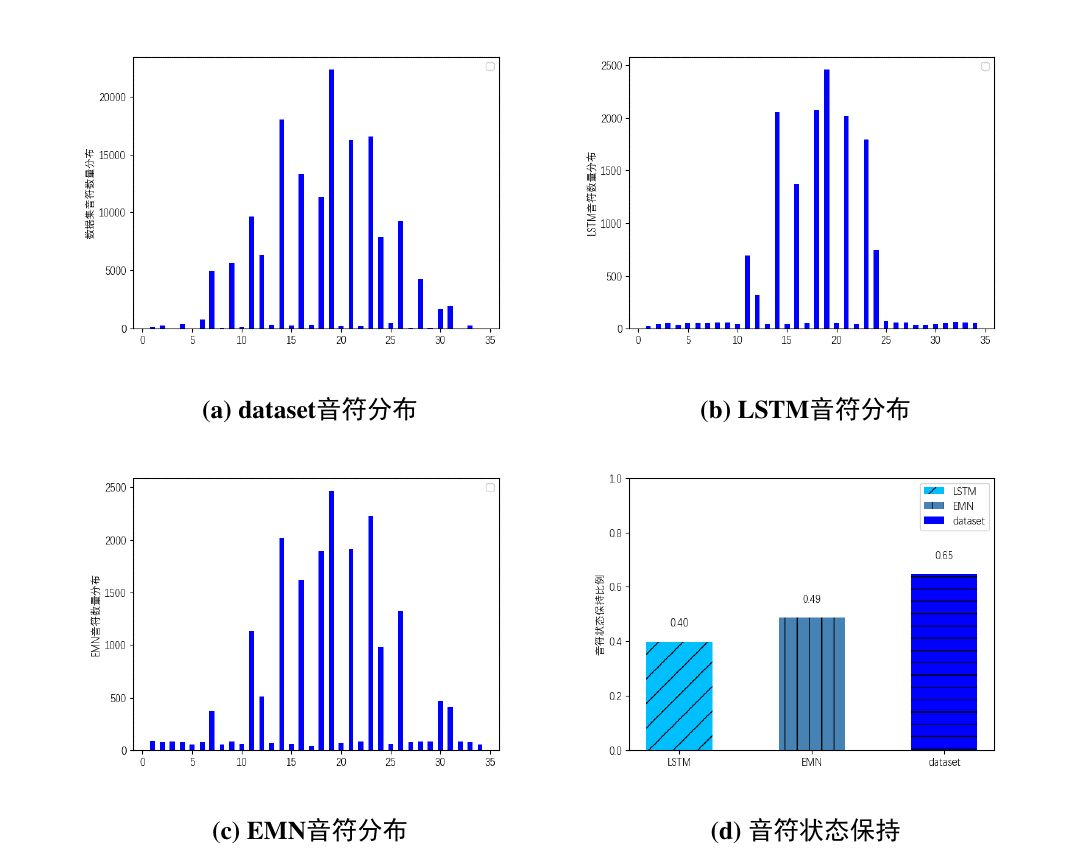 20000
15000
10000
5000
0
数据集音符数量分布
0 5 10 15 20 25 30 35
(a) dataset音符分布
2500
2000
1500
1000
500
0
LSTM音符数量分布
0 5 10 15 20 25 30 35
(b) LSTM音符分布
2500
2000
1500
1000
500
0
EMN音符数量分布
0 5 10 15 20 25 30 35
(c) EMN音符分布
1.0
0.8
0.6
0.4
0.2
0.0
音符状态保持比例
LSTM
EMN
dataset
0.40
0.49
0.65
LSTM EMN dataset
(d) 音符状态保持